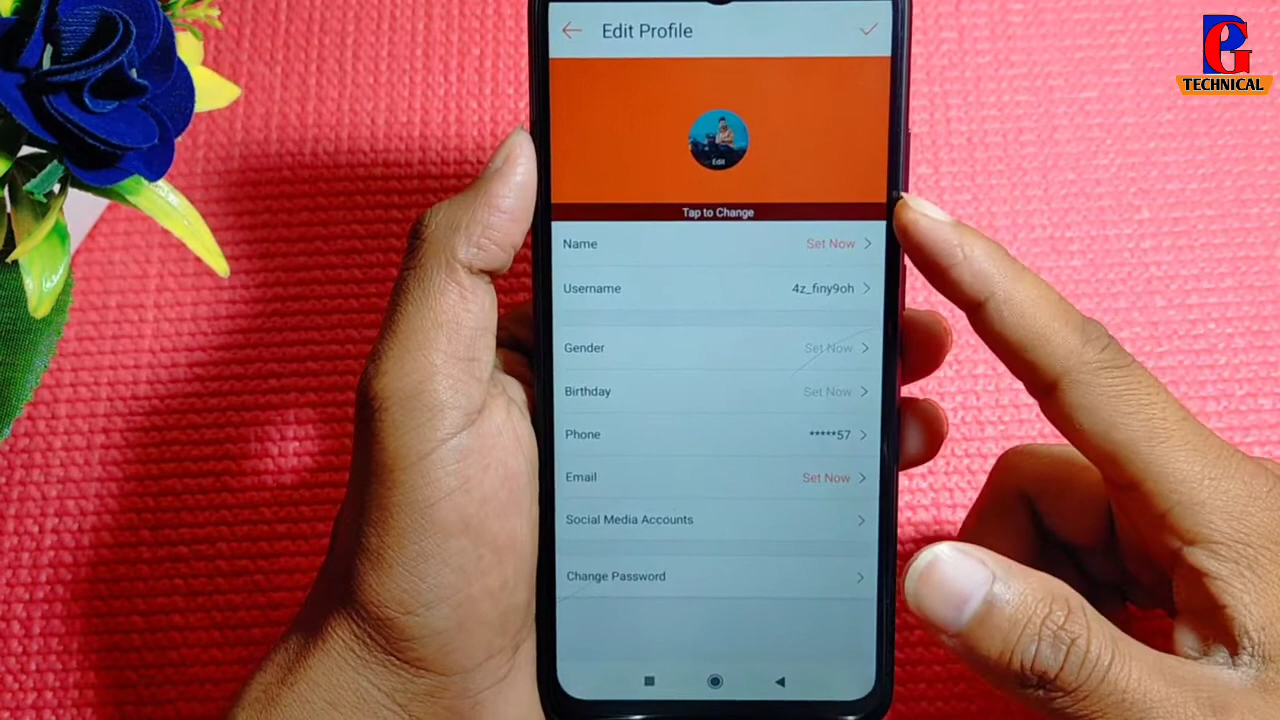 Edit Profile
PG
TECHNICAL
Edit
Tap to Change
Name Set Now
Username 4z_finy9oh
Gender Set Now
Birthday Set Now
Phone *****57
Email Set Now
Social Media Accounts
Change Password